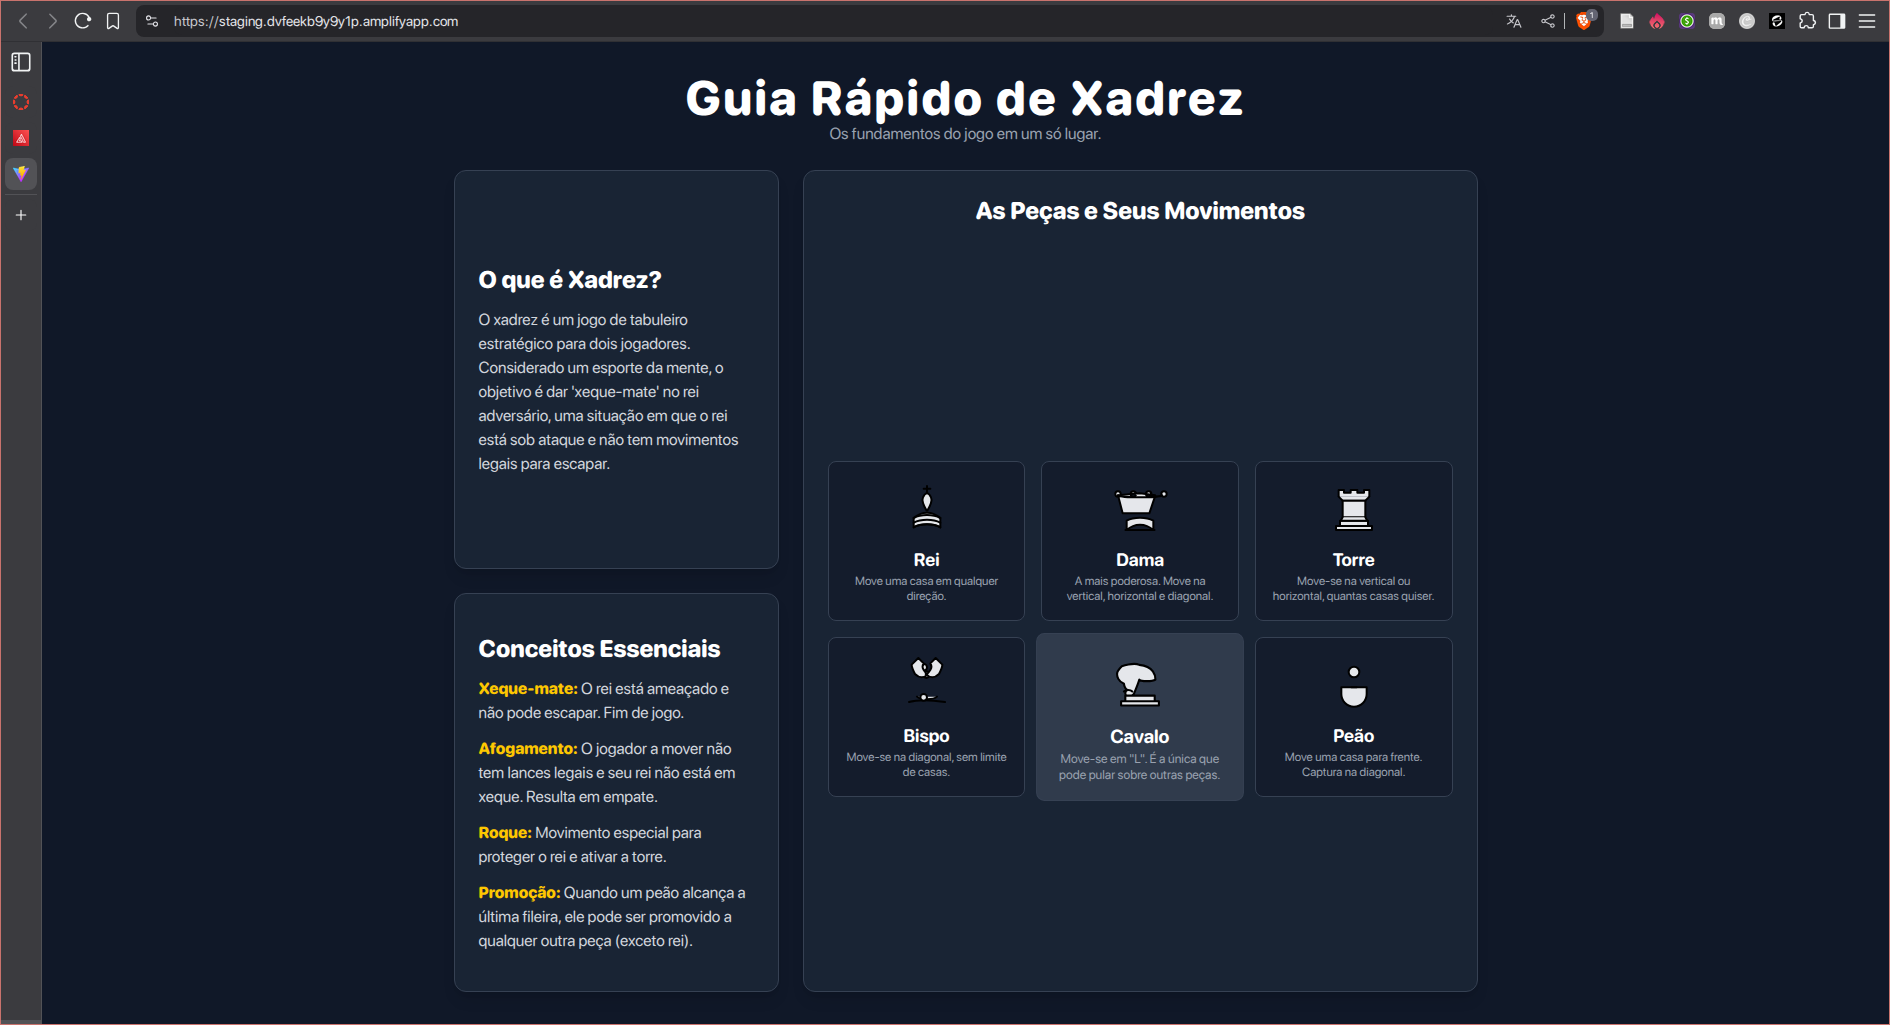 https://staging.dvfeekb9y9y1p.amplifyapp.com
1
Guia Rápido de Xadrez
Os fundamentos do jogo em um só lugar.
O que é Xadrez?
O xadrez é um jogo de tabuleiro
estratégico para dois jogadores.
Considerado um esporte da mente, o
objetivo é dar 'xeque-mate' no rei
adversário, uma situação em que o rei
está sob ataque e não tem movimentos
legais para escapar.
Conceitos Essenciais
Xeque-mate: O rei está ameaçado e
não pode escapar. Fim de jogo.
Afogamento: O jogador a mover não
tem lances legais e seu rei não está em
xeque. Resulta em empate.
Roque: Movimento especial para
proteger o rei e ativar a torre.
Promoção: Quando um peão alcança a
última fileira, ele pode ser promovido a
qualquer outra peça (exceto rei).
As Peças e Seus Movimentos
Rei
Move uma casa em qualquer
direção.
Dama
A mais poderosa. Move na
vertical, horizontal e diagonal.
Torre
Move-se na vertical ou
horizontal, quantas casas quiser.
Bispo
Move-se na diagonal, sem limite
de casas.
Cavalo
Move-se em "L". É a única que
pode pular sobre outras peças.
Peão
Move uma casa para frente.
Captura na diagonal.